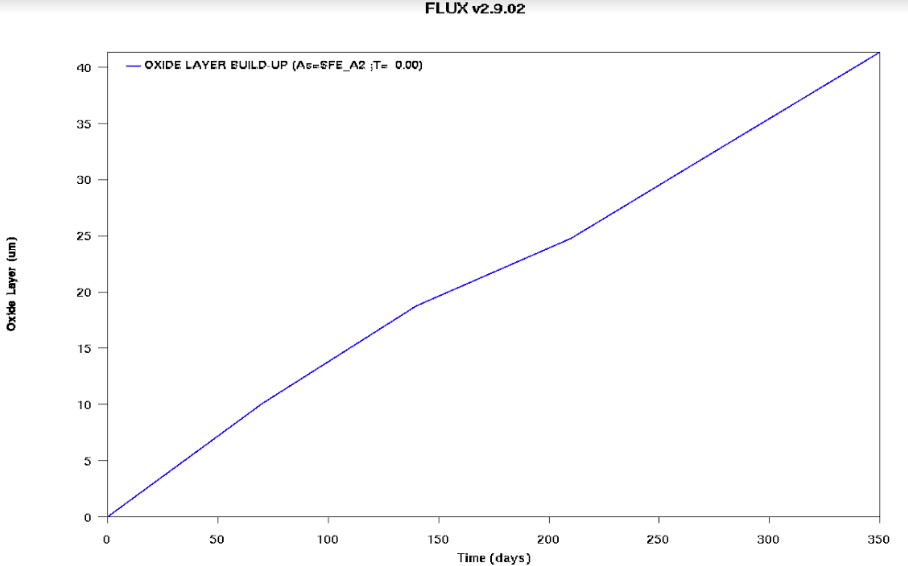 FLUX v2.9.02
OXIDE LAYER BUILD-UP (As=SFE_A2 ;T= 0.00)
40
35
30
25
20
15
10
5
0
Oxide Layer (um)
0 50 100 150 200 250 300 350
Time (days)